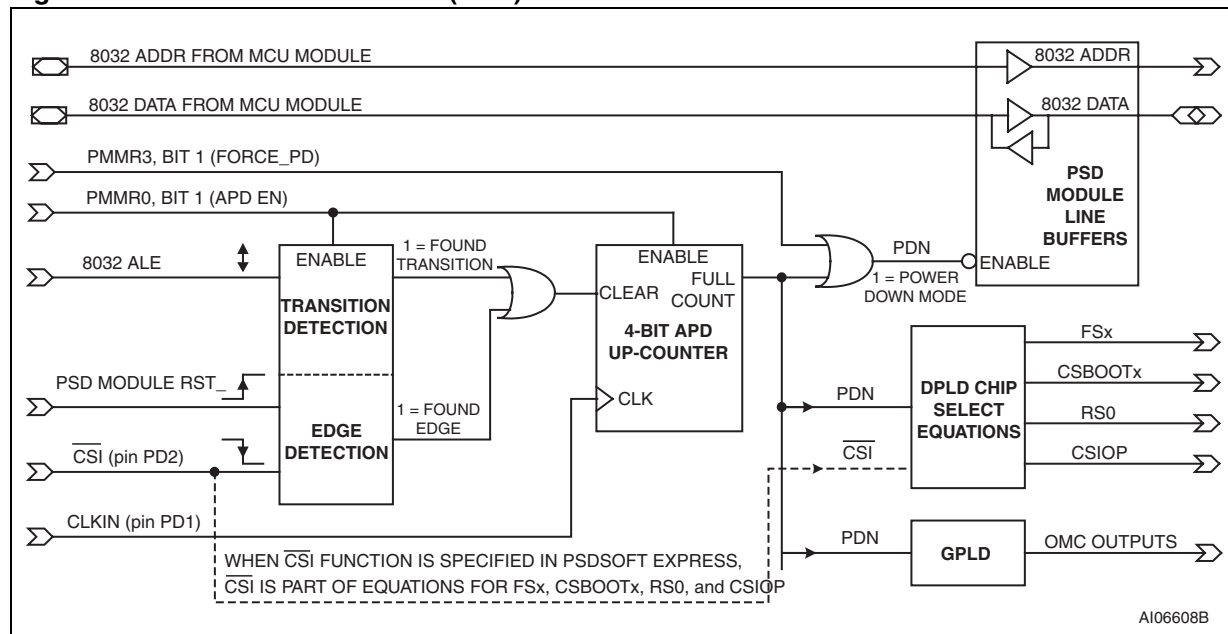 8032 ADDR FROM MCU MODULE
8032 ADDR
8032 DATA FROM MCU MODULE
8032 DATA
PMMR3, BIT 1 (FORCE_PD)
PSD
MODULE
LINE
BUFFERS
PMMR0, BIT 1 (APD EN)
8032 ALE
ENABLE
TRANSITION
DETECTION
1 = FOUND
TRANSITION
ENABLE
FULL
COUNT
CLEAR
4-BIT APD
UP-COUNTER
CLK
PDN
1 = POWER
DOWN MODE
ENABLE
PSD MODULE RST_
EDGE
DETECTION
1 = FOUND
EDGE
CSI (pin PD2)
CLKIN (pin PD1)
PDN
CSI
DPLD CHIP
SELECT
EQUATIONS
FSx
CSBOOTx
RS0
CSIOP
WHEN CSI FUNCTION IS SPECIFIED IN PSDSOFT EXPRESS,
CSI IS PART OF EQUATIONS FOR FSx, CSBOOTx, RS0, and CSIOP
PDN
GPLD
OMC OUTPUTS
AI06608B